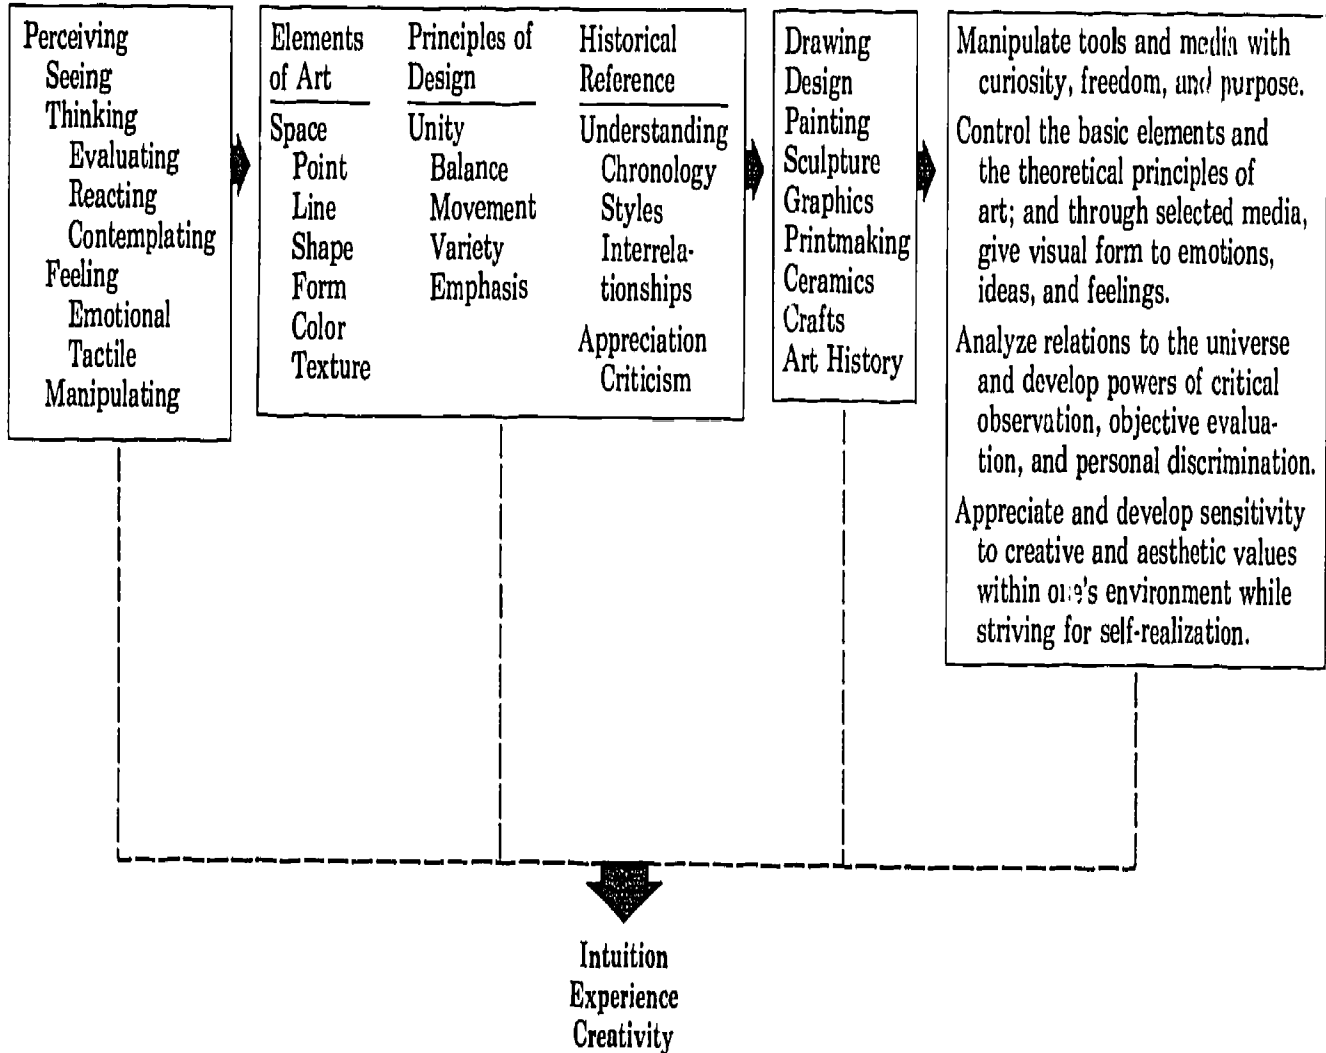 Perceiving
Seeing
Thinking
Evaluating
Reacting
Contemplating
Feeling
Emotional
Tactile
Manipulating
Elements
of Art
Space
Point
Line
Shape
Form
Color
Texture
Principles of
Design
Unity
Balance
Movement
Variety
Emphasis
Historical
Reference
Understanding
Chronology
Styles
Interrela-
tionships
Appreciation
Criticism
Drawing
Design
Painting
Sculpture
Graphics
Printmaking
Ceramics
Crafts
Art History
Manipulate tools and media with
curiosity, freedom, and purpose.
Control the basic elements and
the theoretical principles of
art; and through selected media,
give visual form to emotions,
ideas, and feelings.
Analyze relations to the universe
and develop powers of critical
observation, objective evalua-
tion, and personal discrimination.
Appreciate and develop sensitivity
to creative and aesthetic values
within one's environment while
striving for self-realization.
Intuition
Experience
Creativity